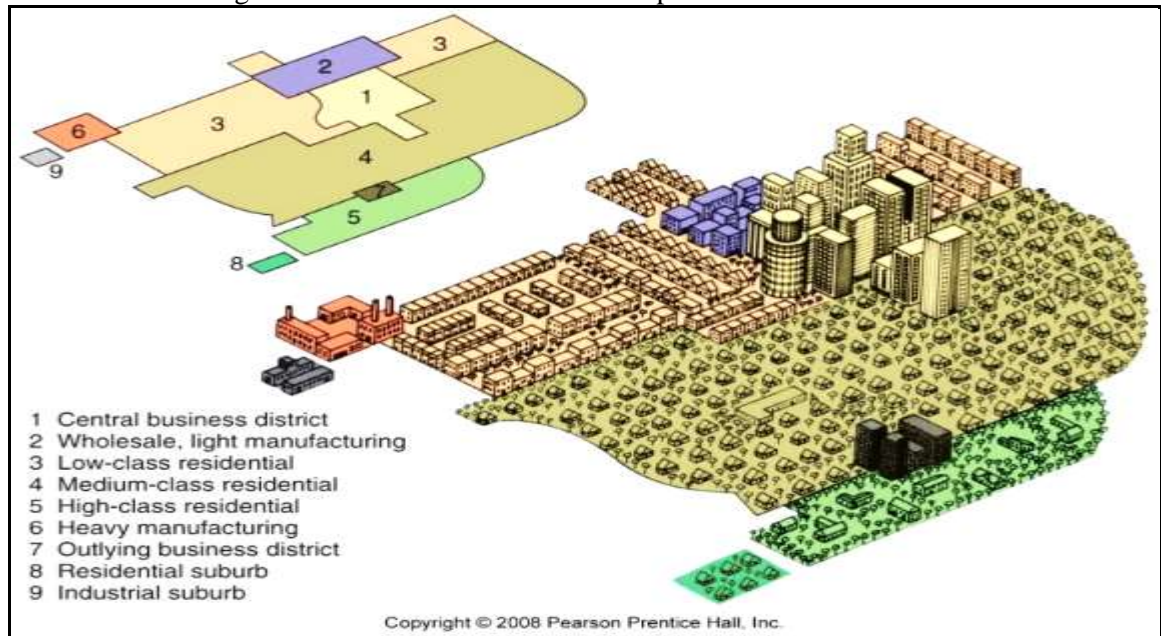 3
2
1
3
6
9
4
5
8
1 Central business district
2 Wholesale, light manufacturing
3 Low-class residential
4 Medium-class residential
5 High-class residential
6 Heavy manufacturing
7 Outlying business district
8 Residential suburb
9 Industrial suburb
Copyright © 2008 Pearson Prentice Hall, Inc.